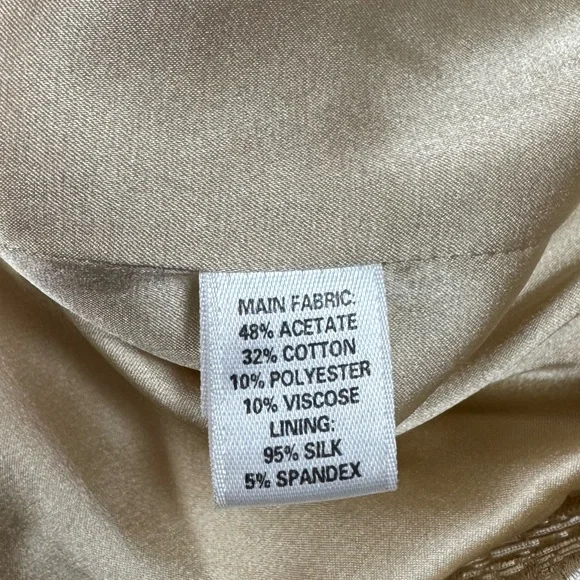 MAIN FABRIC:
48% ACETATE
32% COTTON
10% POLYESTER
10% VISCOSE
LINING:
95% SILK
5% SPANDEX